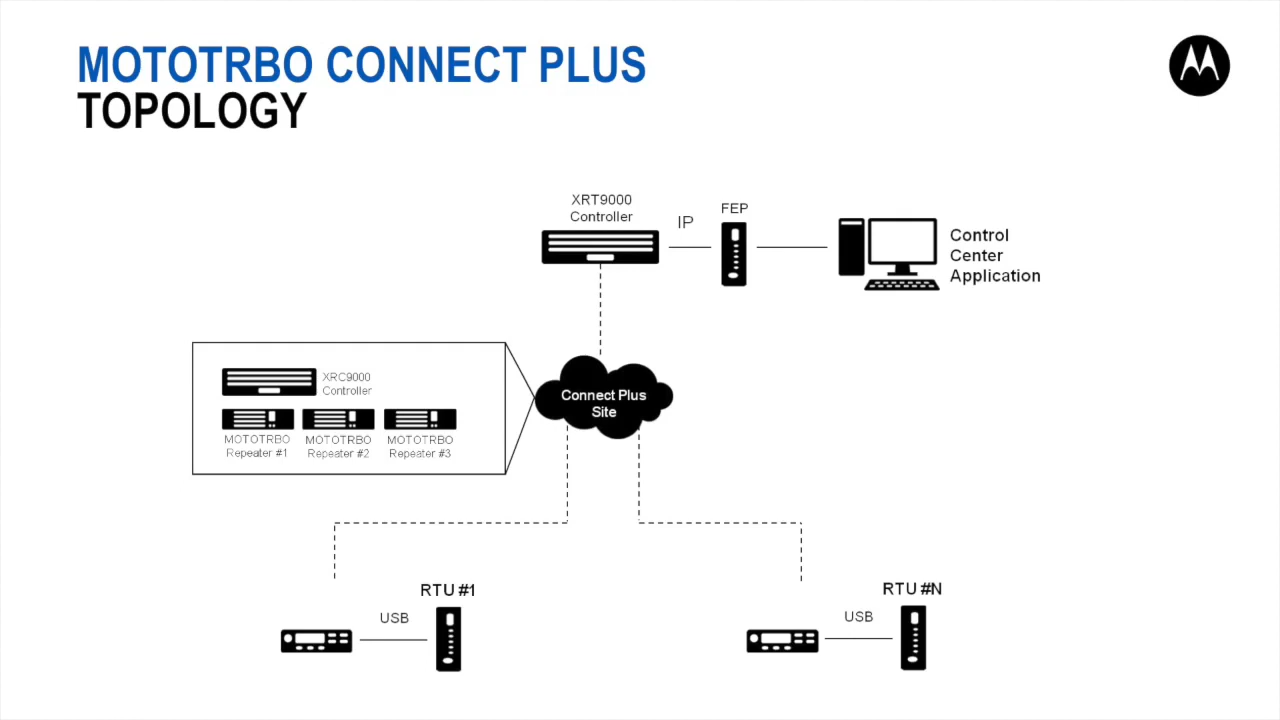 MOTOTRBO CONNECT PLUS
TOPOLOGY
XRT9000
Controller
IP
FEP
Control
Center
Application
XRC9000
Controller
MOTOTRBO
Repeater #1
MOTOTRBO
Repeater #2
MOTOTRBO
Repeater #3
Connect Plus
Site
RTU #1
USB
RTU #N
USB